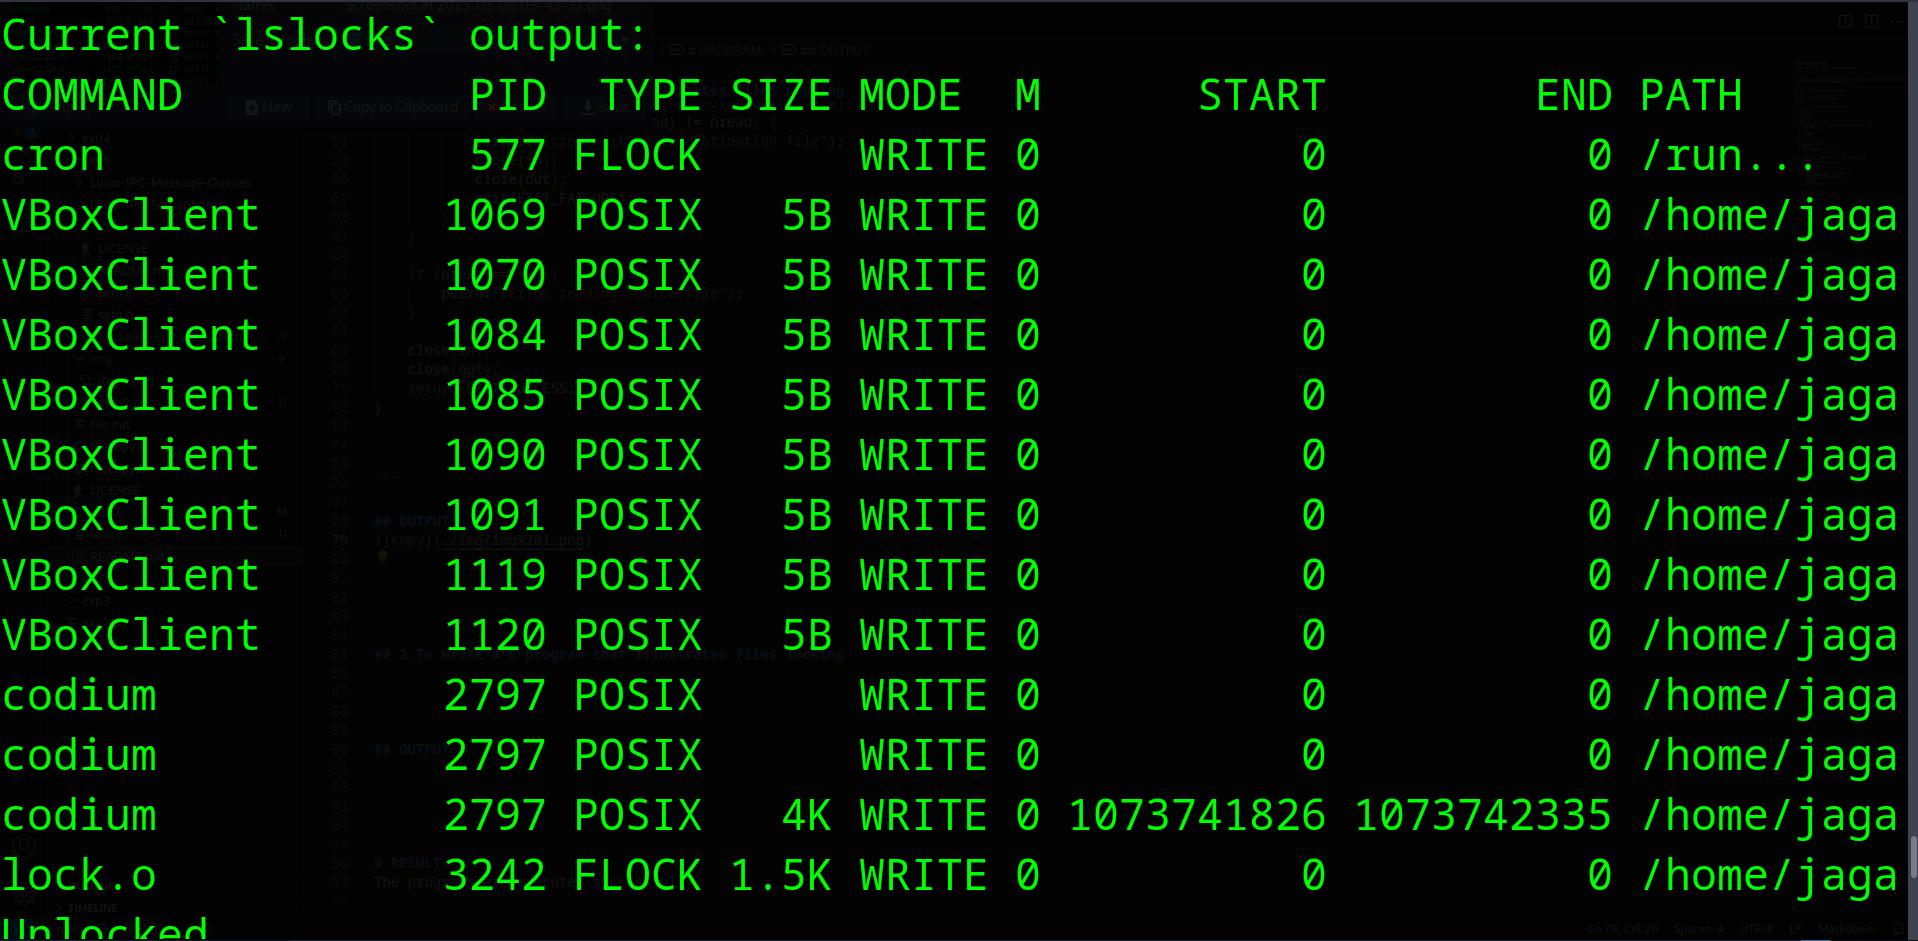 Current `lslocks` output:
COMMAND PID TYPE SIZE MODE M START END PATH
cron 577 FLOCK WRITE 0 0 0 /run...
VBoxClient 1069 POSIX 5B WRITE 0 0 0 /home/jaga
VBoxClient 1070 POSIX 5B WRITE 0 0 0 /home/jaga
VBoxClient 1084 POSIX 5B WRITE 0 0 0 /home/jaga
VBoxClient 1085 POSIX 5B WRITE 0 0 0 /home/jaga
VBoxClient 1090 POSIX 5B WRITE 0 0 0 /home/jaga
VBoxClient 1091 POSIX 5B WRITE 0 0 0 /home/jaga
VBoxClient 1119 POSIX 5B WRITE 0 0 0 /home/jaga
VBoxClient 1120 POSIX 5B WRITE 0 0 0 /home/jaga
codium 2797 POSIX WRITE 0 0 0 /home/jaga
codium 2797 POSIX WRITE 0 0 0 /home/jaga
codium 2797 POSIX 4K WRITE 0 1073741826 1073742335 /home/jaga
lock.o 3242 FLOCK 1.5K WRITE 0 0 0 /home/jaga
Unlocked